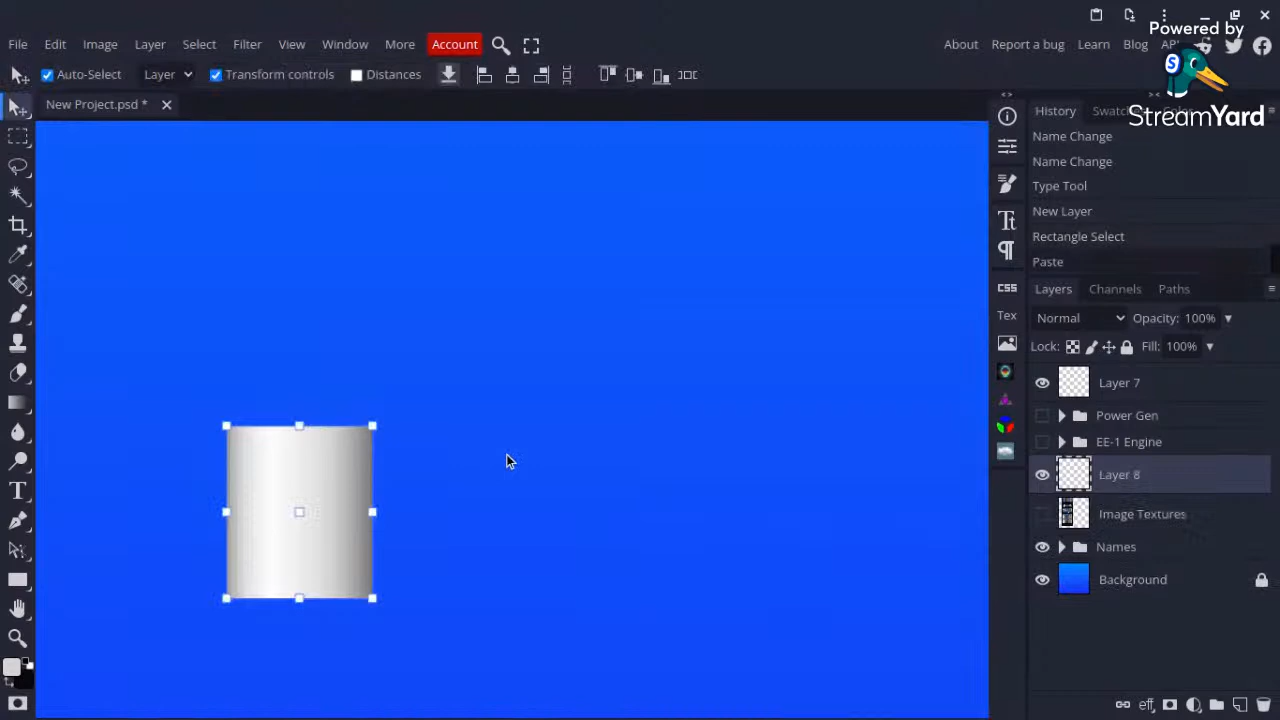 Powered by
StreamYard
File Edit Image Layer Select Filter View Window More Account
About Report a bug Learn Blog
Auto-Select Layer Transform controls Distances
New Project.psd *
History Swatches Color
Name Change
Name Change
Type Tool
New Layer
Rectangle Select
Paste
Layers Channels Paths
Normal Opacity: 100%
Lock: Fill: 100%
CSS
Tex
Layer 7
Power Gen
EE-1 Engine
Layer 8
Image Textures
Names
Background
eff